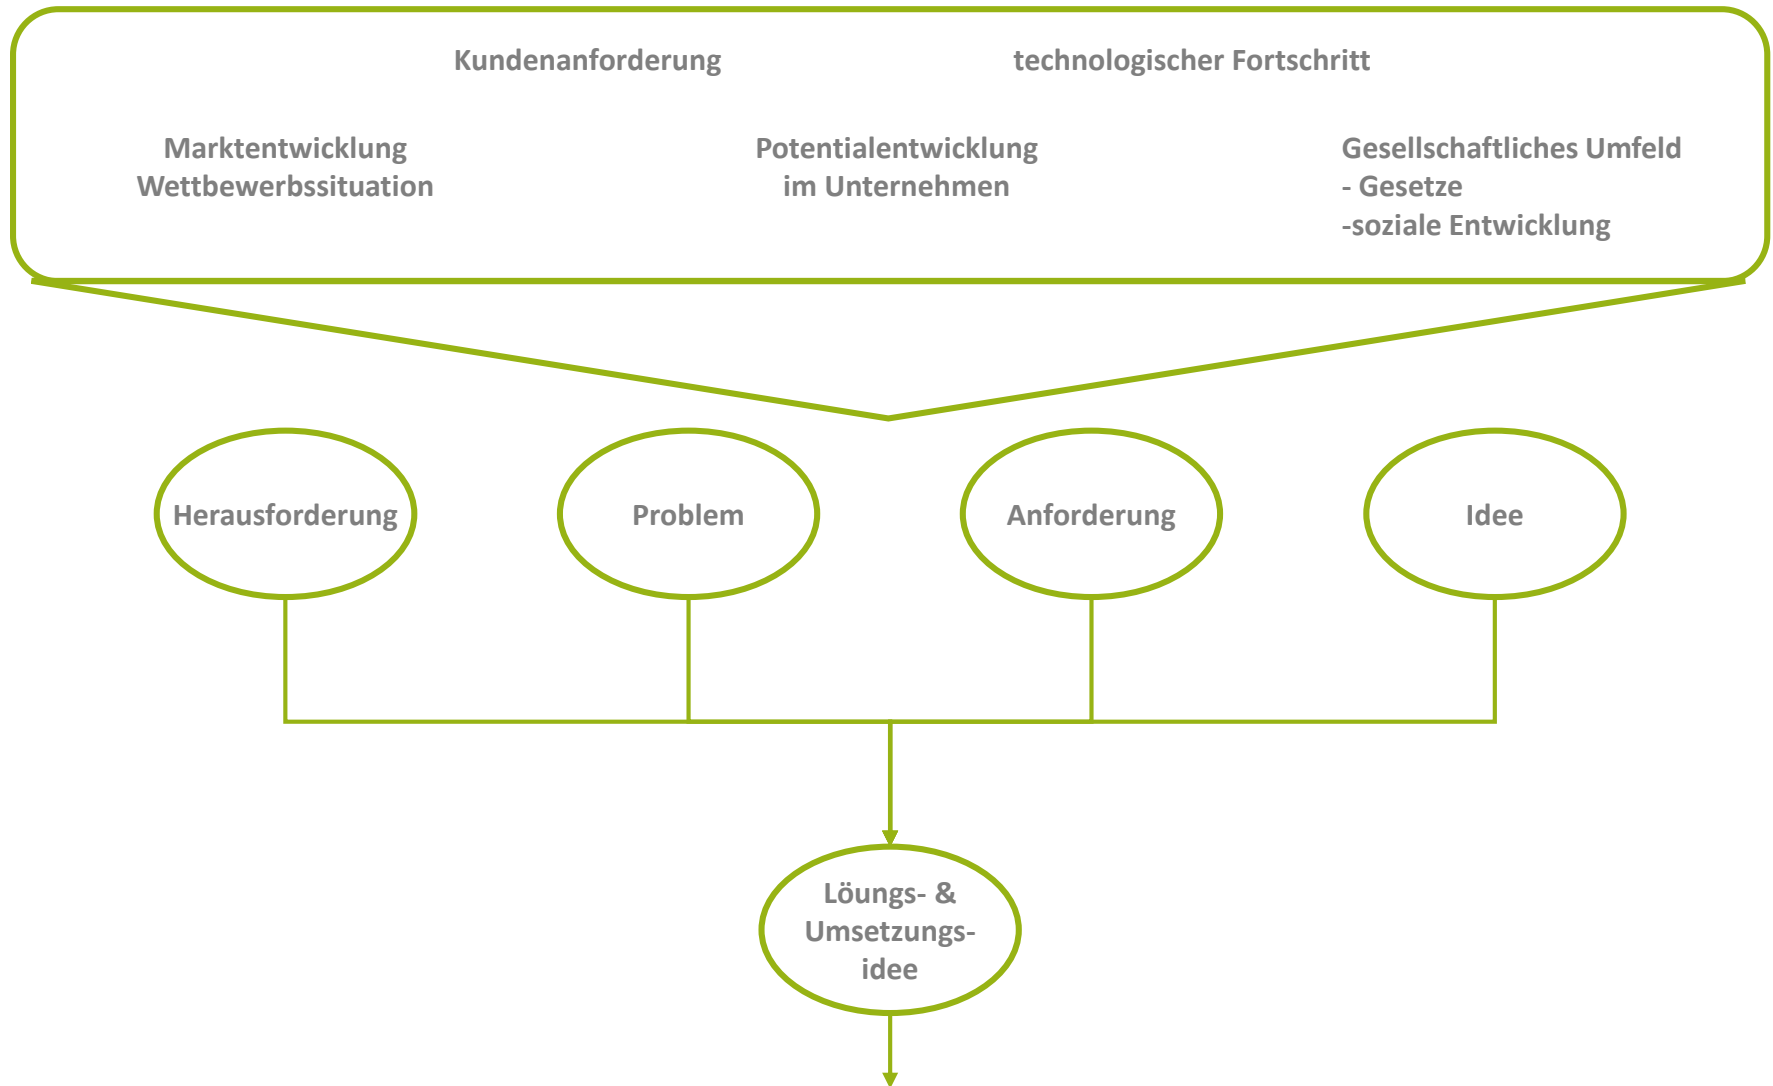 Kundenanforderung
technologischer Fortschritt
Marktentwicklung
Wettbewerbssituation
Potentialentwicklung
im Unternehmen
Gesellschaftliches Umfeld
- Gesetze
-soziale Entwicklung
Herausforderung
Problem
Anforderung
Idee
Löungs- &
Umsetzungs-
idee